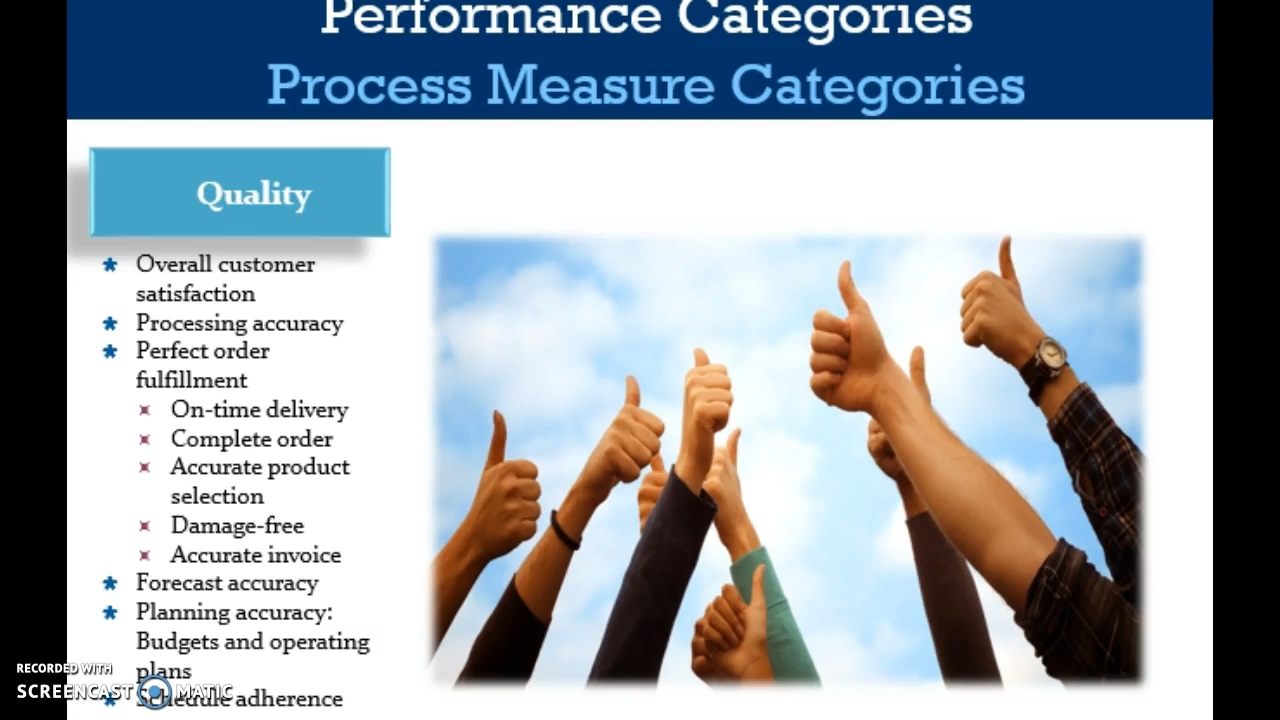 Performance Categories
Process Measure Categories
Quality
Overall customer
satisfaction
Processing accuracy
Perfect order
fulfillment
On-time delivery
Complete order
Accurate product
selection
Damage-free
Accurate invoice
Forecast accuracy
Planning accuracy:
Budgets and operating
plans
Schedule adherence
RECORDED WITH
SCREENCAST MATIC